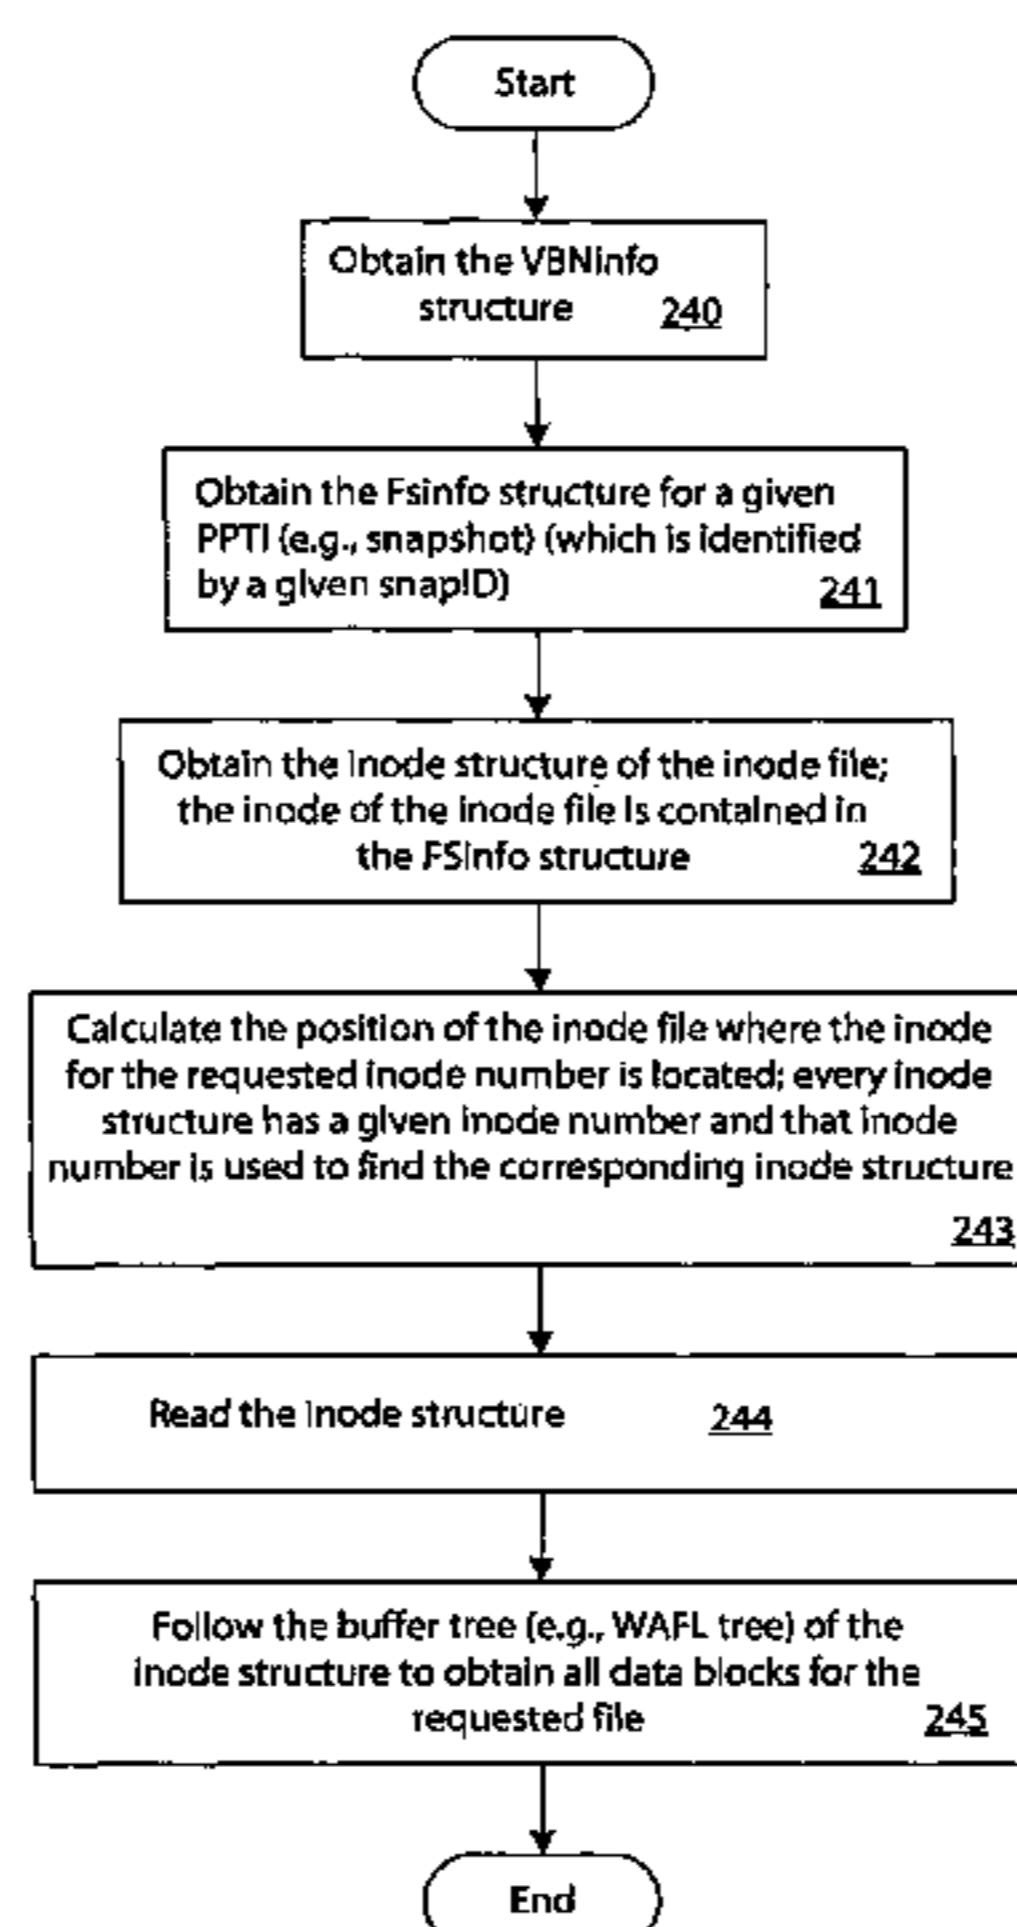 Start
Obtain the VBNinfo
structure 240
Obtain the Fsinfo structure for a given
PPTI (e.g., snapshot) (which is identified
by a given snapID) 241
Obtain the inode structure of the inode file;
the inode of the inode file is contained in
the FSinfo structure 242
Calculate the position of the inode file where the inode
for the requested inode number is located; every inode
structure has a given inode number and that inode
number is used to find the corresponding inode structure
243
Read the inode structure 244
Follow the buffer tree (e.g., WAFL tree) of the
inode structure to obtain all data blocks for the
requested file 245
End